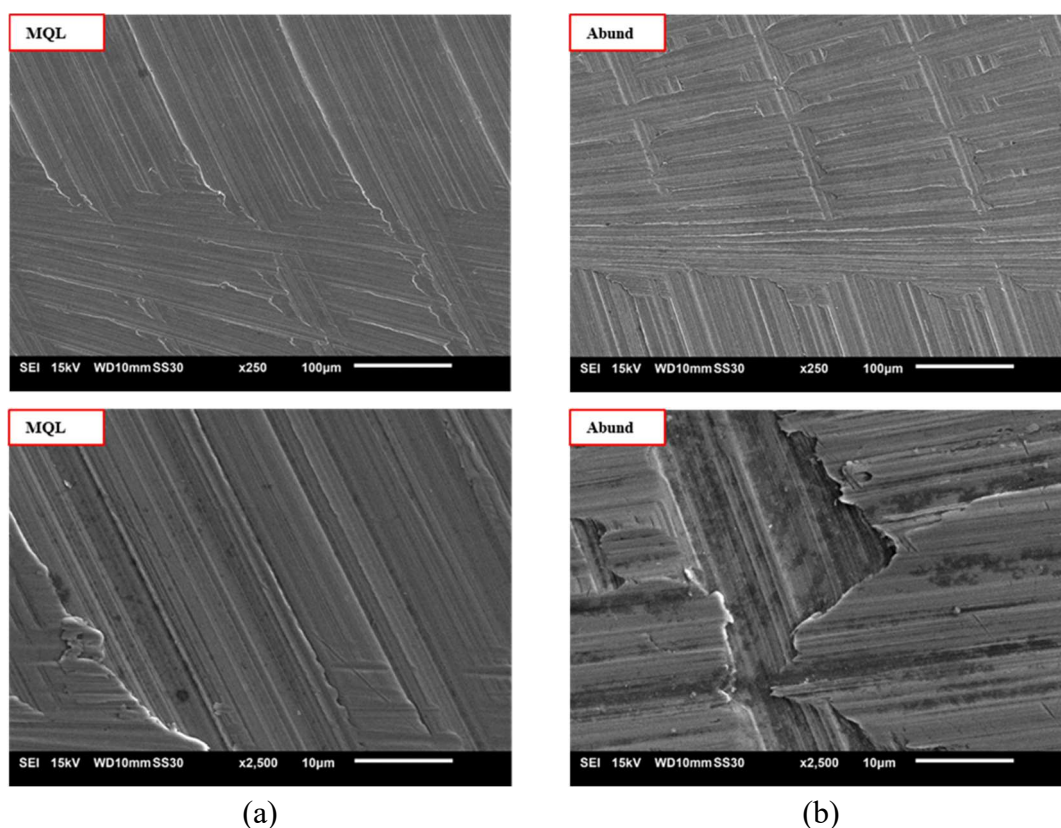 MQL
Abund
SEI 15kV WD10mm SS30 x250 100µm
SEI 15kV WD10mm SS30 x250 100µm
MQL
Abund
SEI 15kV WD10mm SS30 x2,500 10µm
SEI 15kV WD10mm SS30 x2,500 10µm
(a)
(b)